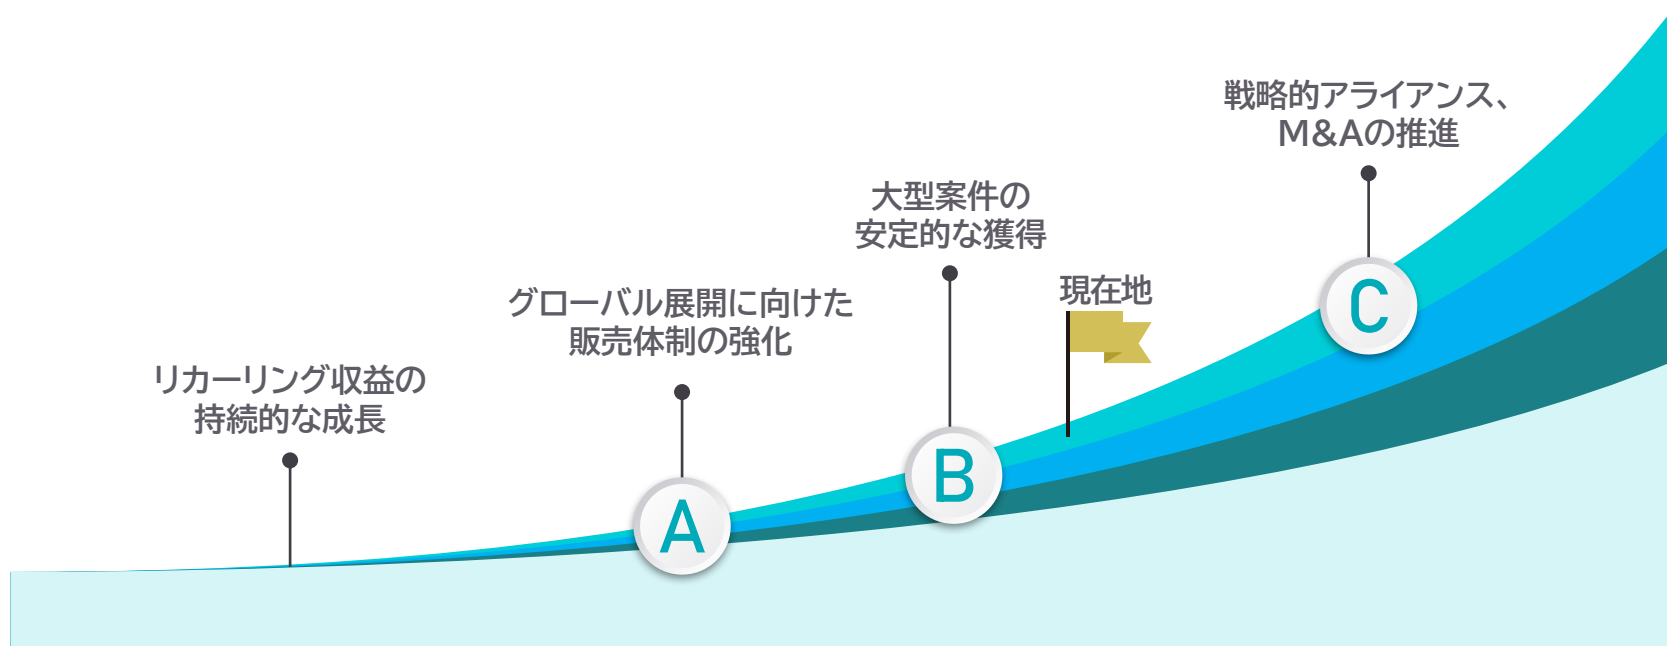 リカーリング収益の
持続的な成長
グローバル展開に向けた
販売体制の強化
A
大型案件の
安定的な獲得
B
現在地
戦略的アライアンス、
M&Aの推進
C